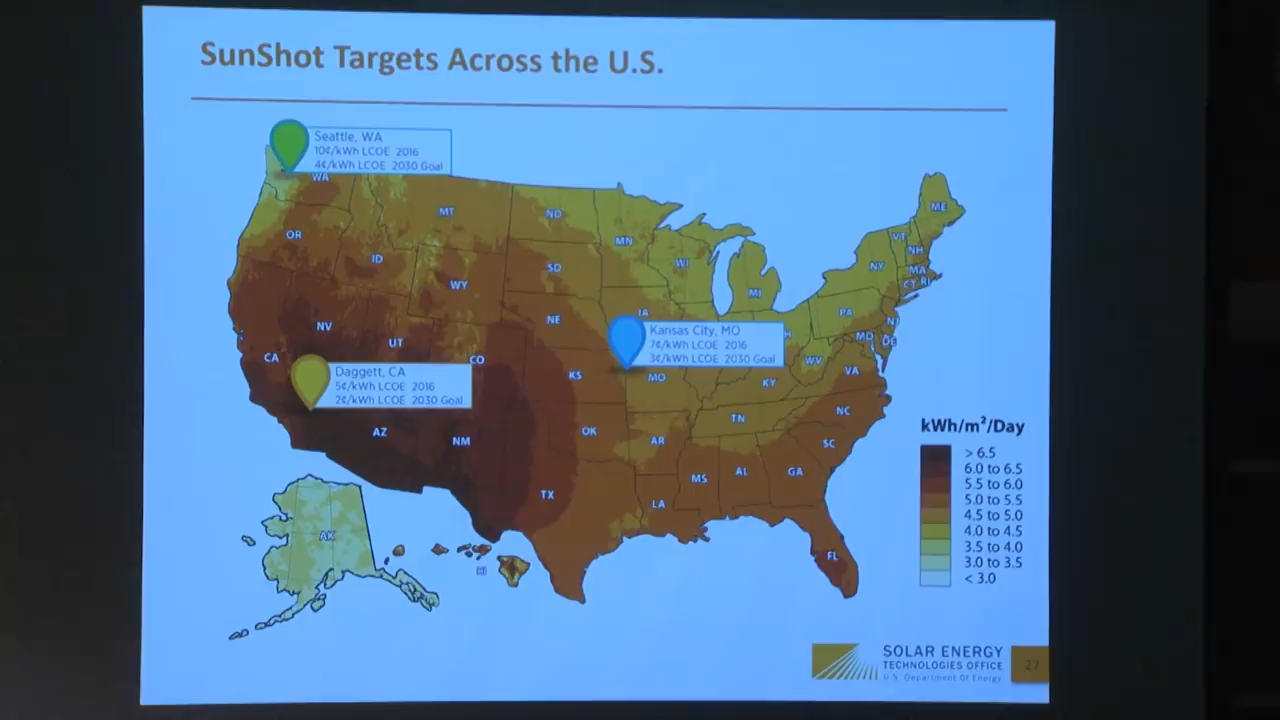 SunShot Targets Across the U.S.
Seattle, WA
10¢/kWh LCOE 2016
4¢/kWh LCOE 2030 Goal
WA
MT
ND
ME
OR
MN
VT
NH
ID
WI
NY
MA
SD
CT RI
WY
MI
NE
IA
PA
NJ
NV
Kansas City, MO
7¢/kWh LCOE 2016
3¢/kWh LCOE 2030 Goal
H
MD
DE
UT
CA
CO
WV
Daggett, CA
5¢/kWh LCOE 2016
2¢/kWh LCOE 2030 Goal
KS
MO
KY
VA
NC
TN
AZ
NM
OK
AR
SC
MS
AL
GA
TX
LA
AK
FL
HI
kWh/m²/Day
> 6.5
6.0 to 6.5
5.5 to 6.0
5.0 to 5.5
4.5 to 5.0
4.0 to 4.5
3.5 to 4.0
3.0 to 3.5
< 3.0
SOLAR ENERGY
TECHNOLOGIES OFFICE
U.S. Department Of Energy
27